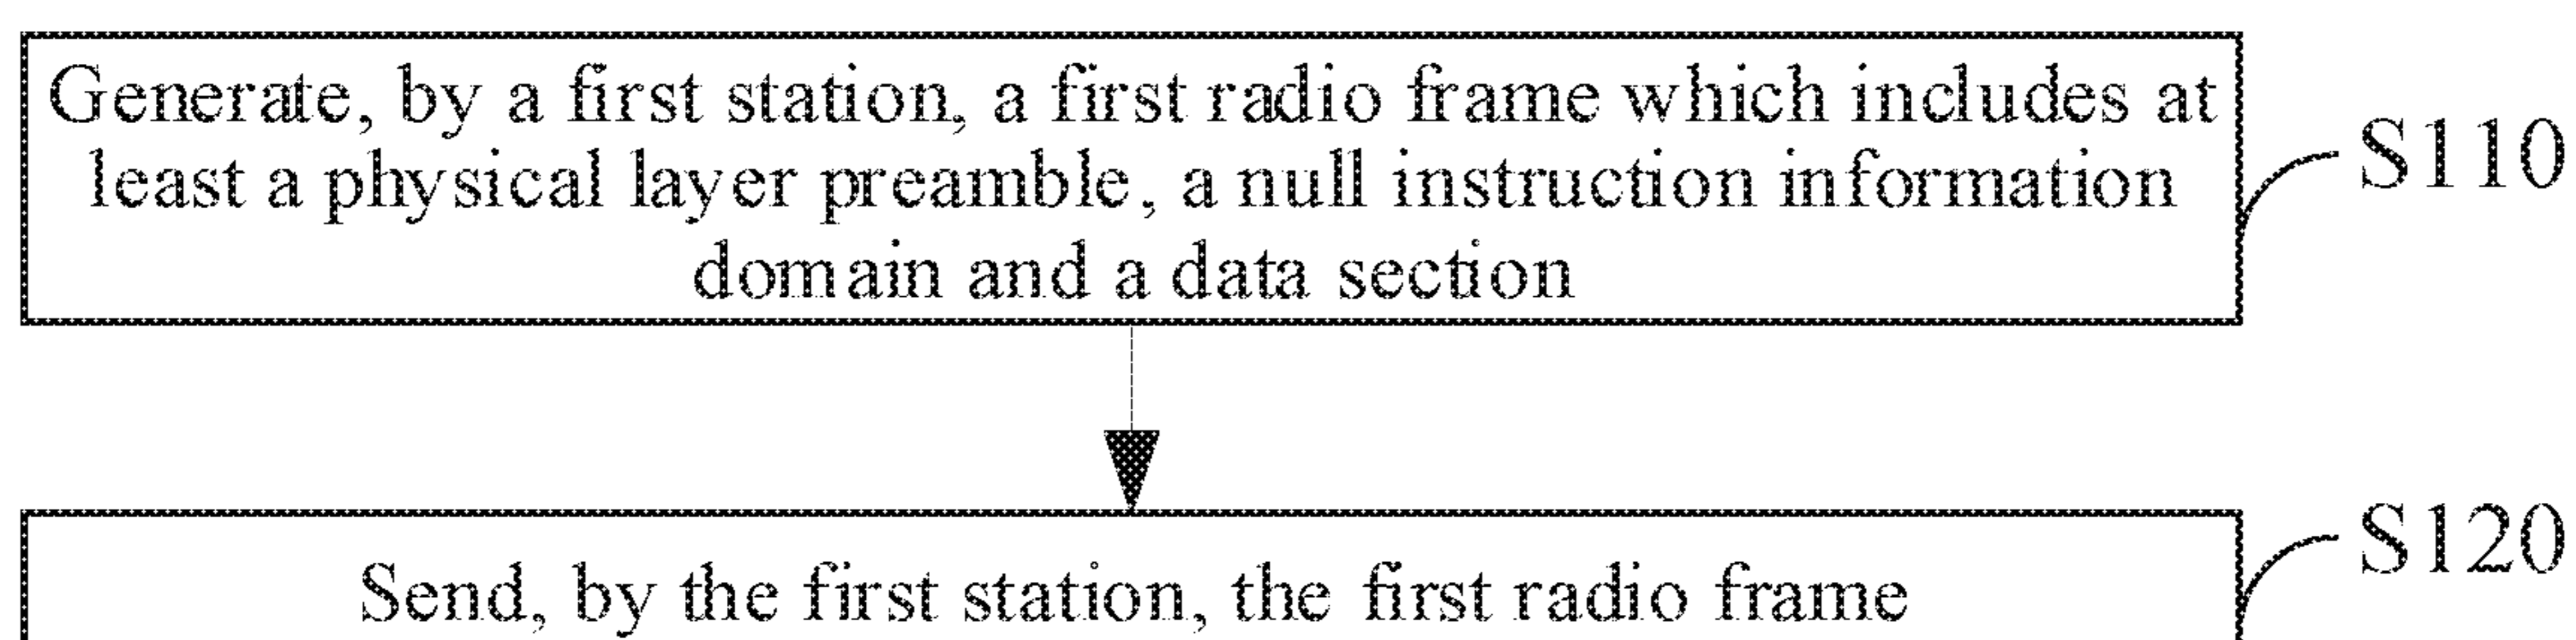 Generate, by a first station, a first radio frame which includes at
least a physical layer preamble, a null instruction information
domain and a data section
S110
S120
Send, by the first station, the first radio frame